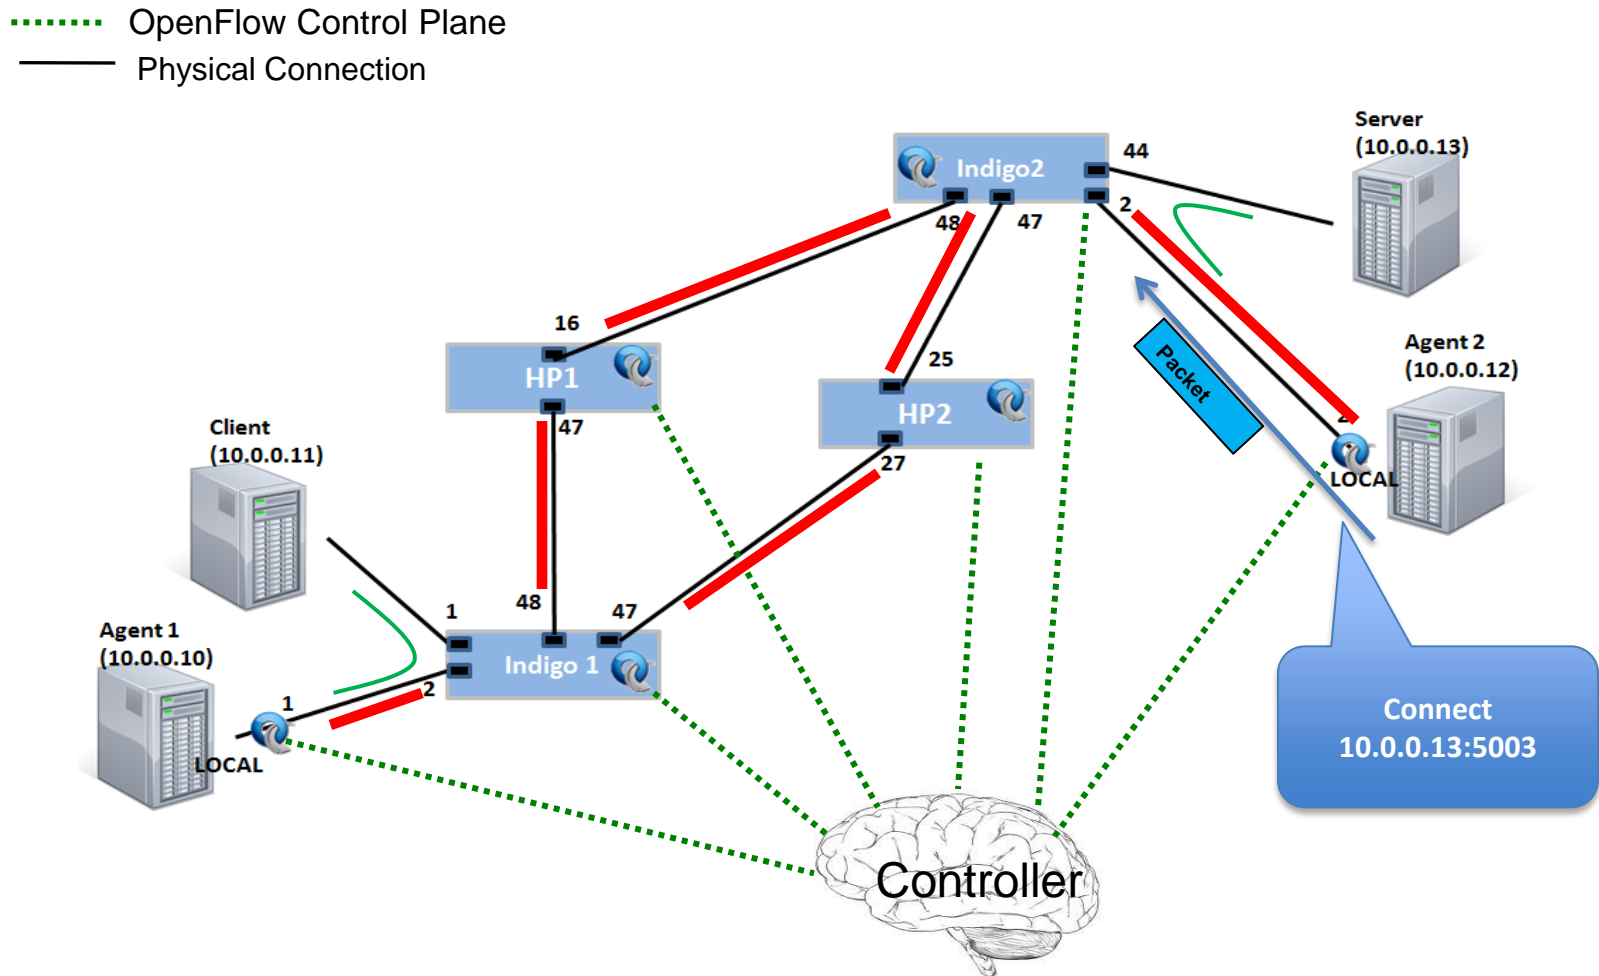 OpenFlow Control Plane
Physical Connection
Server
(10.0.0.13)
44
Indigo2
2
48
47
16
Agent 2
(10.0.0.12)
25
HP1
Packet
HP2
47
2
Client
(10.0.0.11)
27
LOCAL
48
47
1
Agent 1
(10.0.0.10)
Indigo 1
2
1
Connect
10.0.0.13:5003
LOCAL
Controller